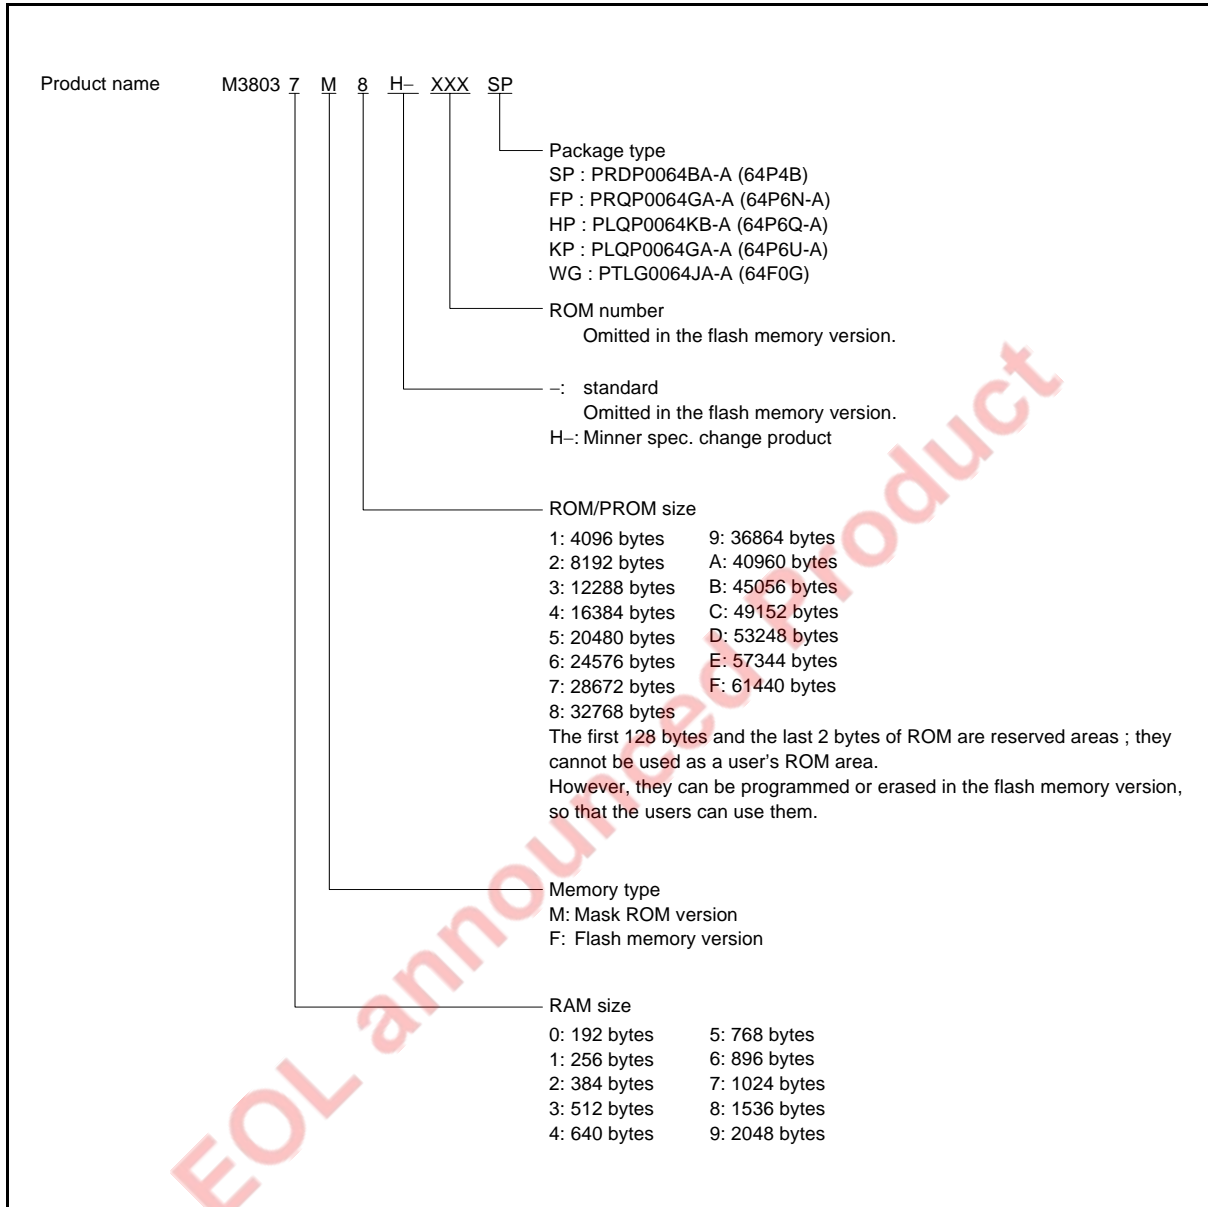 Product name M3803 7 M 8 H– XXX SP
Package type
SP : PRDP0064BA-A (64P4B)
FP : PRQP0064GA-A (64P6N-A)
HP : PLQP0064KB-A (64P6Q-A)
KP : PLQP0064GA-A (64P6U-A)
WG : PTLG0064JA-A (64F0G)
ROM number
Omitted in the flash memory version.
–: standard
Omitted in the flash memory version.
H–: Minner spec. change product
ROM/PROM size
1: 4096 bytes 9: 36864 bytes
2: 8192 bytes A: 40960 bytes
3: 12288 bytes B: 45056 bytes
4: 16384 bytes C: 49152 bytes
5: 20480 bytes D: 53248 bytes
6: 24576 bytes E: 57344 bytes
7: 28672 bytes F: 61440 bytes
8: 32768 bytes
The first 128 bytes and the last 2 bytes of ROM are reserved areas ; they
cannot be used as a user's ROM area.
However, they can be programmed or erased in the flash memory version,
so that the users can use them.
Memory type
M: Mask ROM version
F: Flash memory version
RAM size
0: 192 bytes 5: 768 bytes
1: 256 bytes 6: 896 bytes
2: 384 bytes 7: 1024 bytes
3: 512 bytes 8: 1536 bytes
4: 640 bytes 9: 2048 bytes
EOL announced Product